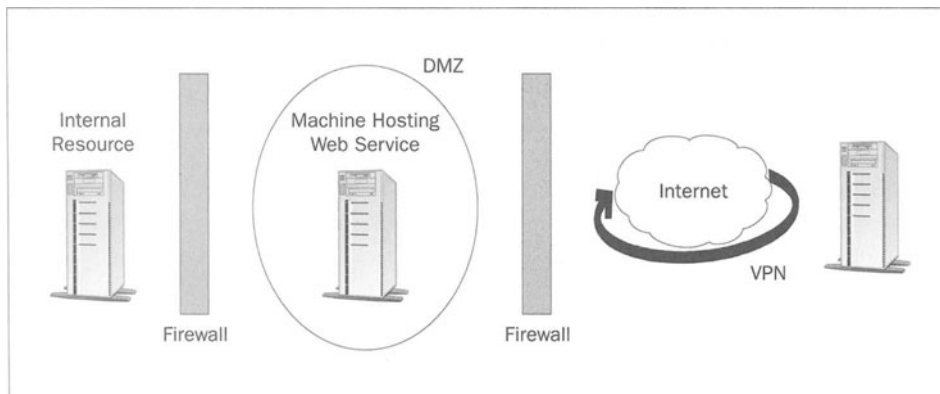 DMZ
Internal
Resource
Machine Hosting
Web Service
Internet
VPN
Firewall
Firewall